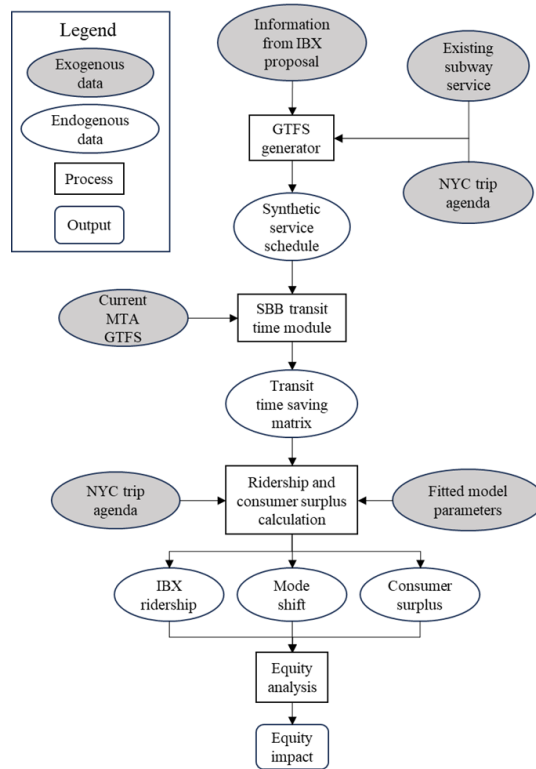 Legend
Exogenous
data
Endogenous
data
Process
Output
Information
from IBX
proposal
Existing
subway
service
GTFS
generator
NYC trip
agenda
Synthetic
service
schedule
Current
MTA
GTFS
SBB transit
time module
Transit
time saving
matrix
NYC trip
agenda
Ridership and
consumer surplus
calculation
Fitted model
parameters
IBX
ridership
Mode
shift
Consumer
surplus
Equity
analysis
Equity
impact